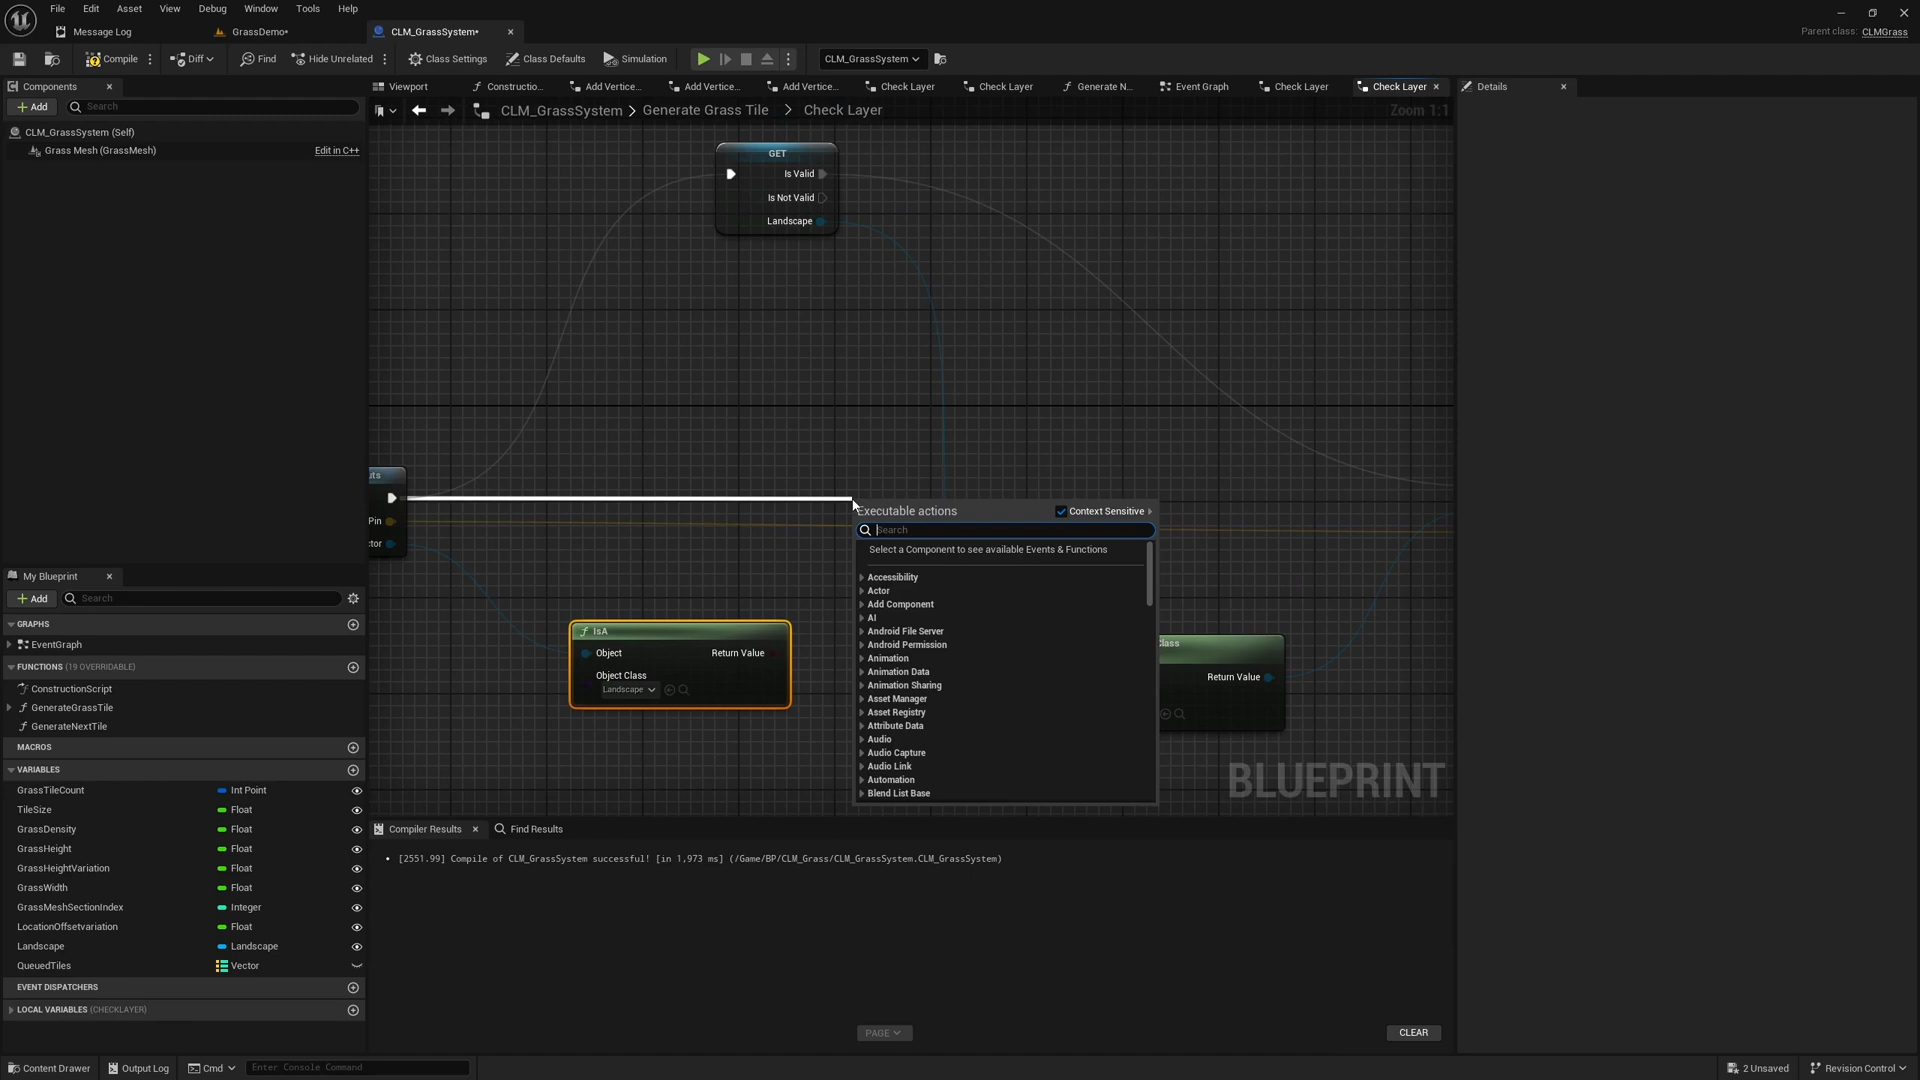 File Edit Asset View Debug Window Tools Help
Message Log GrassDemo* CLM_GrassSystem* Parent class: CLMGrass
Compile Diff Find Hide Unrelated Class Settings Class Defaults Simulation CLM_GrassSystem
Components Viewport Constructio... Add Vertice... Add Vertice... Add Vertice... Check Layer Check Layer Generate N... Event Graph Check Layer Check Layer Details
Add Search CLM_GrassSystem > Generate Grass Tile > Check Layer Zoom 1:1
CLM_GrassSystem (Self)
Grass Mesh (GrassMesh) Edit in C++
GET
Is Valid
Is Not Valid
Landscape
uts
Pin
ctor
Executable actions Context Sensitive
Search
Select a Component to see available Events & Functions
Accessibility
Actor
Add Component
AI
Android File Server
Android Permission
Animation
Animation Data
Animation Sharing
Asset Manager
Asset Registry
Attribute Data
Audio
Audio Capture
Audio Link
Automation
Blend List Base
IsA
Object Return Value
Object Class
Landscape
lass
Return Value
BLUEPRINT
My Blueprint
Add Search
GRAPHS
EventGraph
FUNCTIONS (19 OVERRIDABLE)
ConstructionScript
GenerateGrassTile
GenerateNextTile
MACROS
VARIABLES
GrassTileCount Int Point
TileSize Float
GrassDensity Float
GrassHeight Float
GrassHeightVariation Float
GrassWidth Float
GrassMeshSectionIndex Integer
LocationOffsetvariation Float
Landscape Landscape
QueuedTiles Vector
EVENT DISPATCHERS
LOCAL VARIABLES (CHECKLAYER)
Compiler Results Find Results
[2551.99] Compile of CLM_GrassSystem successful! [in 1,973 ms] (/Game/BP/CLM_Grass/CLM_GrassSystem.CLM_GrassSystem)
PAGE CLEAR
Content Drawer Output Log Cmd Enter Console Command 2 Unsaved Revision Control